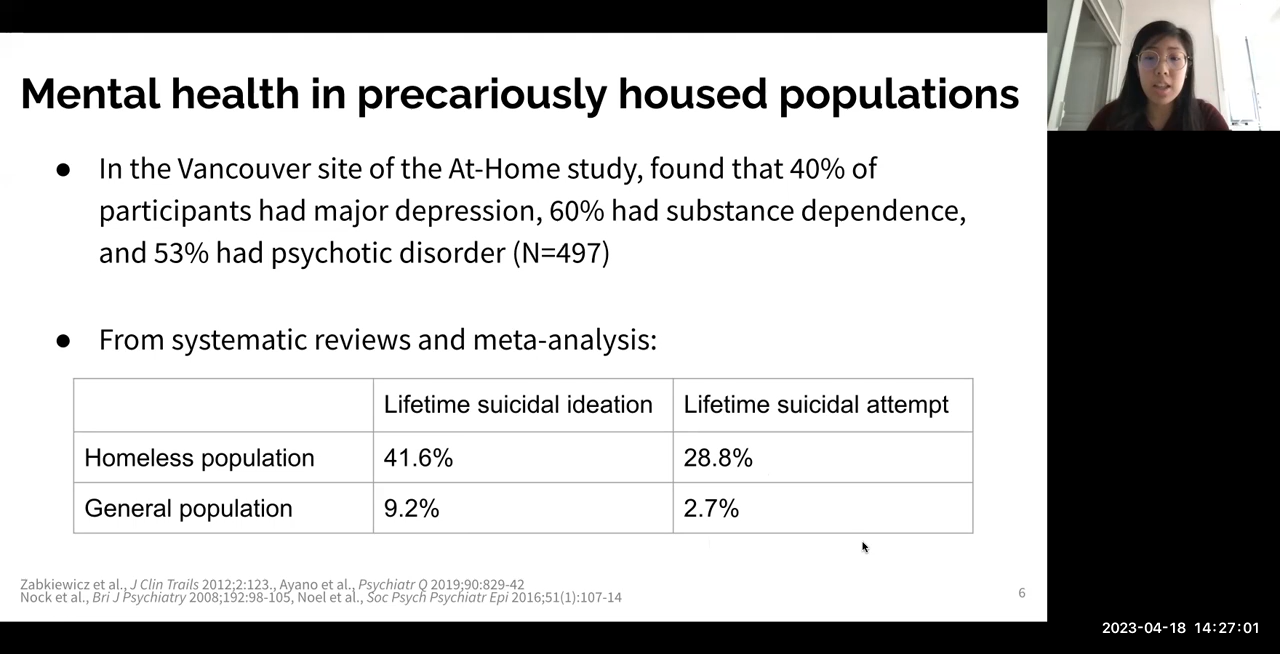 Mental health in precariously housed populations
● In the Vancouver site of the At-Home study, found that 40% of
participants had major depression, 60% had substance dependence,
and 53% had psychotic disorder (N=497)
● From systematic reviews and meta-analysis:
Lifetime suicidal ideation Lifetime suicidal attempt
Homeless population 41.6% 28.8%
General population 9.2% 2.7%
Zabkiewicz et al., J Clin Trails 2012;2:123., Ayano et al., Psychiatr Q 2019;90:829-42
Nock et al., Bri J Psychiatry 2008;192:98-105, Noel et al., Soc Psych Psychiatr Epi 2016;51(1):107-14
6
2023-04-18 14:27:01